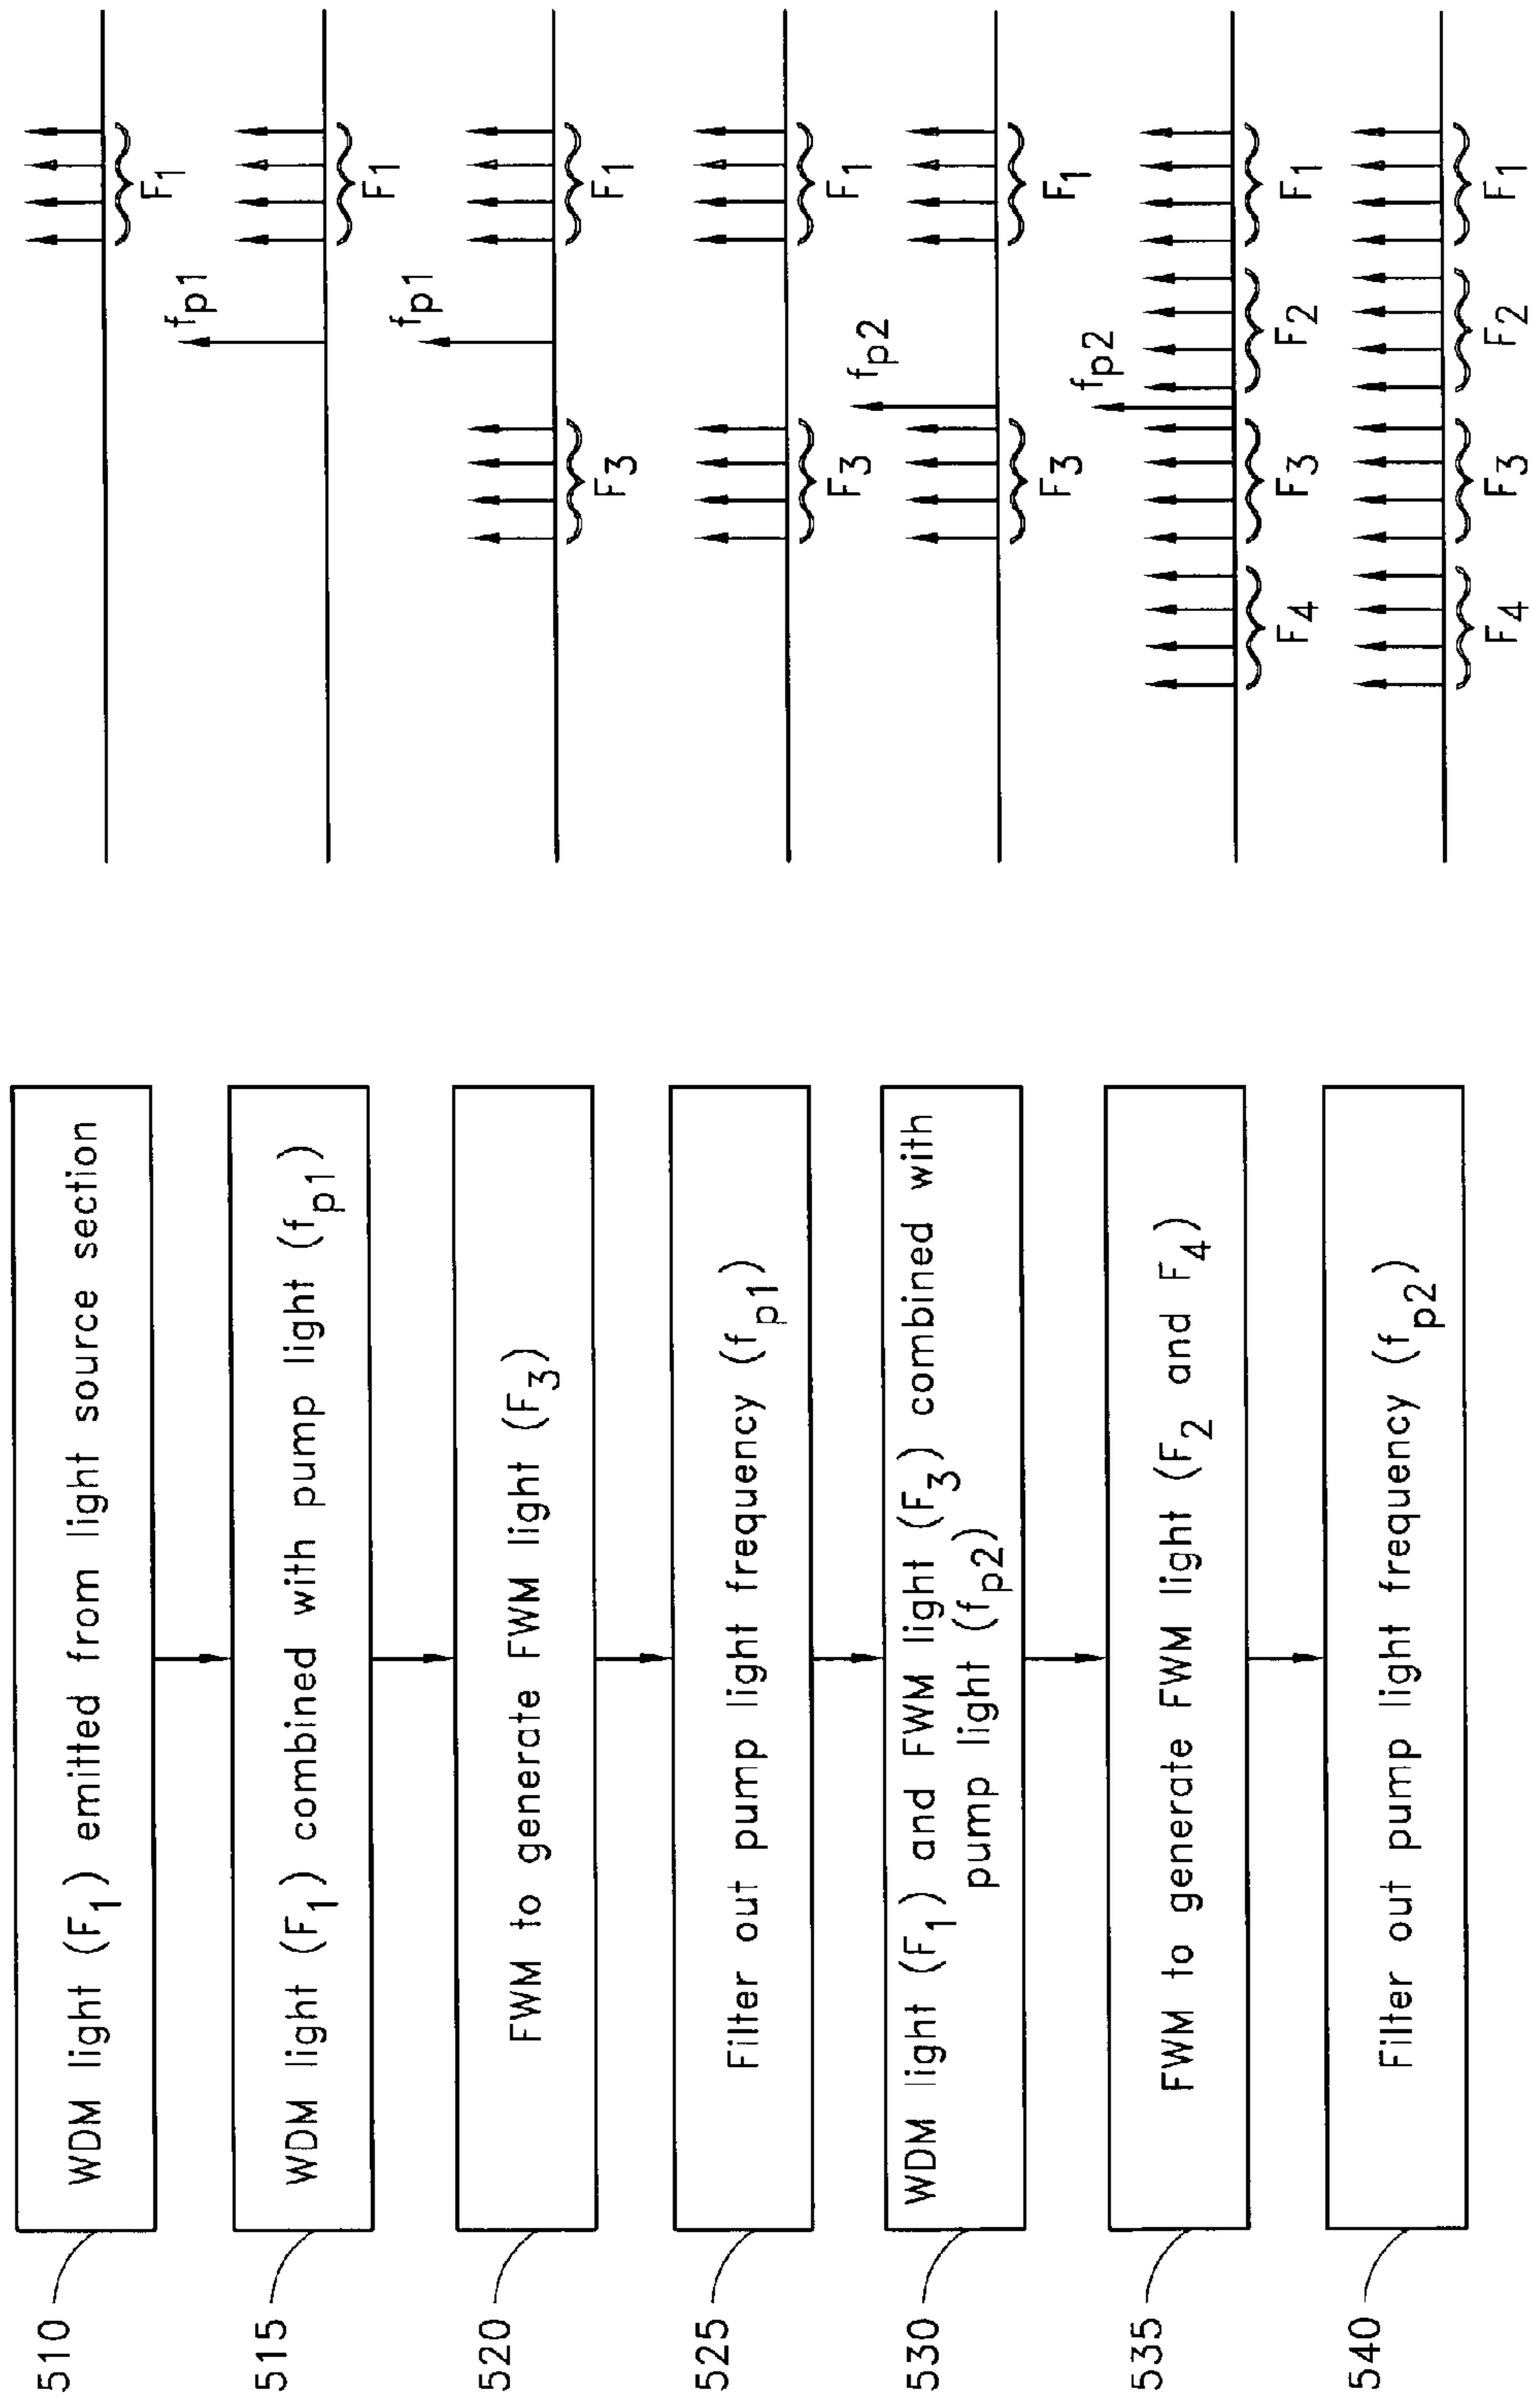 510
WDM light (F1) emitted from light source section
F1
515
WDM light (F1) combined with pump light (fp1)
fp1
F1
520
FWM to generate FWM light (F3)
fp1
F3
F1
525
Filter out pump light frequency (fp1)
F3
F1
530
WDM light (F1) and FWM light (F3) combined with
pump light (fp2)
fp2
F3
F1
535
FWM to generate FWM light (F2 and F4)
fp2
F4
F3
F2
F1
540
Filter out pump light frequency (fp2)
F4
F3
F2
F1